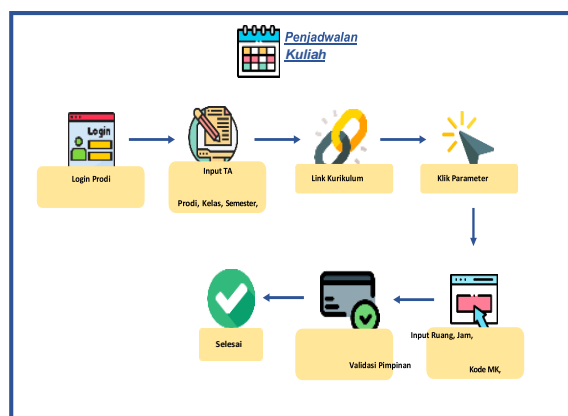 Penjadwalan
Kuliah
Login
Login Prodi
Input TA
Prodi, Kelas, Semester,
Link Kurikulum
Klik Parameter
Input Ruang, Jam,
Kode MK,
Validasi Pimpinan
Selesai